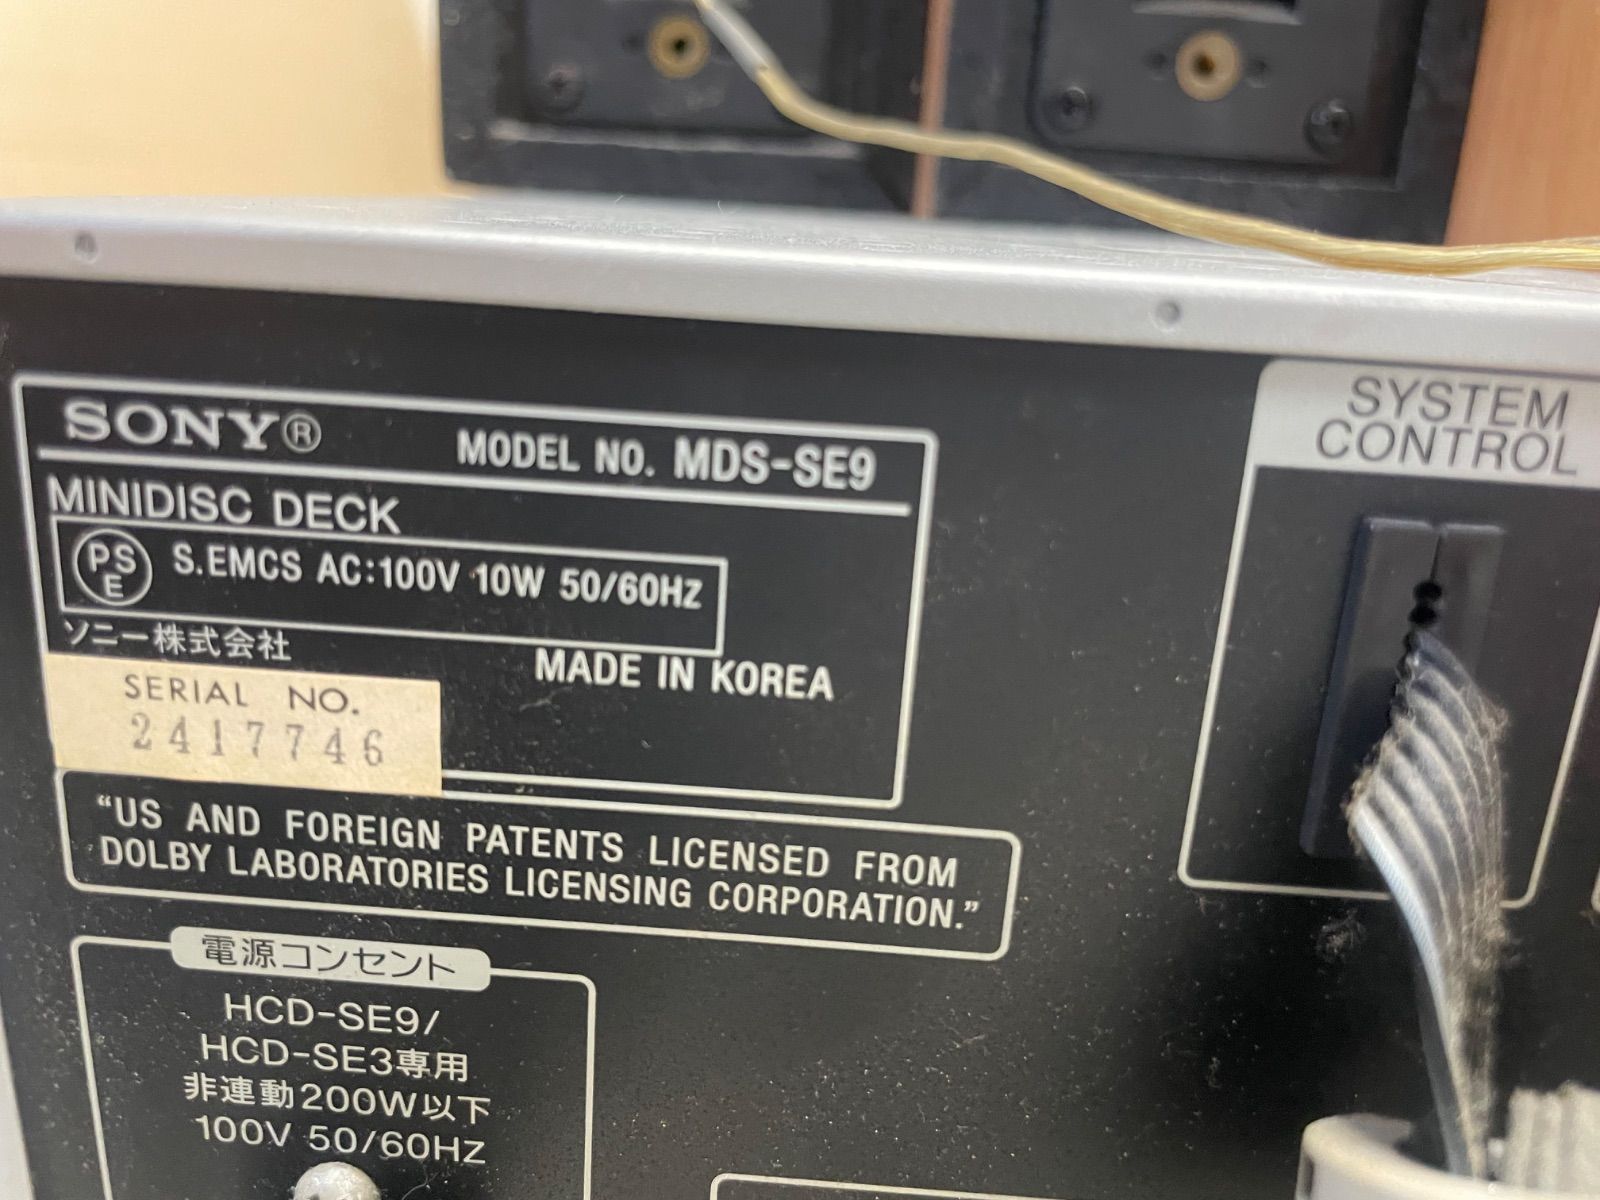 SONY®
MODEL NO. MDS-SE9
MINIDISC DECK
PSE S.EMCS AC:100V 10W 50/60Hz
ソニー株式会社
MADE IN KOREA
SERIAL NO.
2417746
“US AND FOREIGN PATENTS LICENSED FROM
DOLBY LABORATORIES LICENSING CORPORATION.”
電源コンセント
HCD-SE9/
HCD-SE3専用
非連動200W以下
100V 50/60HZ
SYSTEM
CONTROL